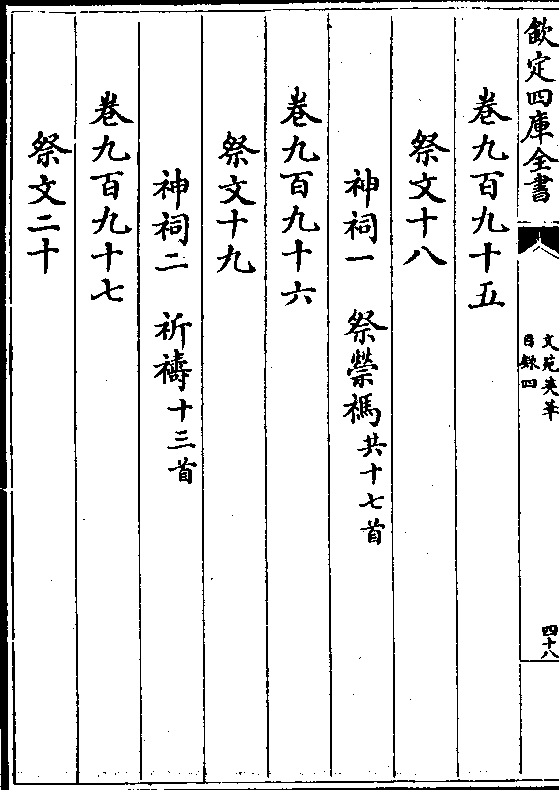 欽定四庫全書
文苑英華
目錄四
四十八
卷九百九十五
祭文十八
神祠一 祭禜禡共十七首
卷九百九十六
祭文十九
神祠二 祈禱十三首
卷九百九十七
祭文二十